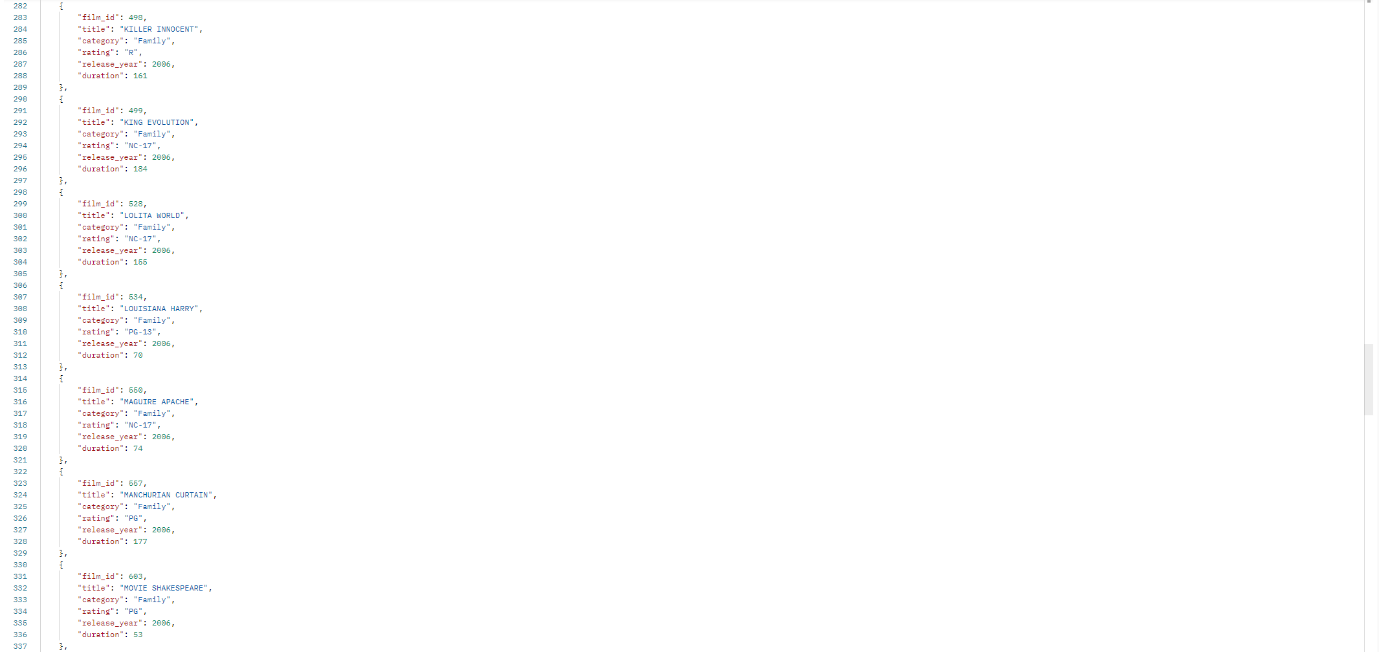 282 {
283 "film_id": 490,
284 "title": "KILLER INNOCENT",
285 "category": "Family",
286 "rating": "R",
287 "release_year": 2006,
288 "duration": 161
289 },
290 {
291 "film_id": 499,
292 "title": "KING EVOLUTION",
293 "category": "Family",
294 "rating": "NC-17",
295 "release_year": 2006,
296 "duration": 184
297 },
298 {
299 "film_id": 528,
300 "title": "LOLITA WORLD",
301 "category": "Family",
302 "rating": "NC-17",
303 "release_year": 2006,
304 "duration": 155
305 },
306 {
307 "film_id": 534,
308 "title": "LOUISIANA HARRY",
309 "category": "Family",
310 "rating": "PG-13",
311 "release_year": 2006,
312 "duration": 70
313 },
314 {
315 "film_id": 550,
316 "title": "MAGUIRE APACHE",
317 "category": "Family",
318 "rating": "NC-17",
319 "release_year": 2006,
320 "duration": 74
321 },
322 {
323 "film_id": 557,
324 "title": "MANCHURIAN CURTAIN",
325 "category": "Family",
326 "rating": "PG",
327 "release_year": 2006,
328 "duration": 177
329 },
330 {
331 "film_id": 603,
332 "title": "MOVIE SHAKESPEARE",
333 "category": "Family",
334 "rating": "PG",
335 "release_year": 2006,
336 "duration": 53
337 },